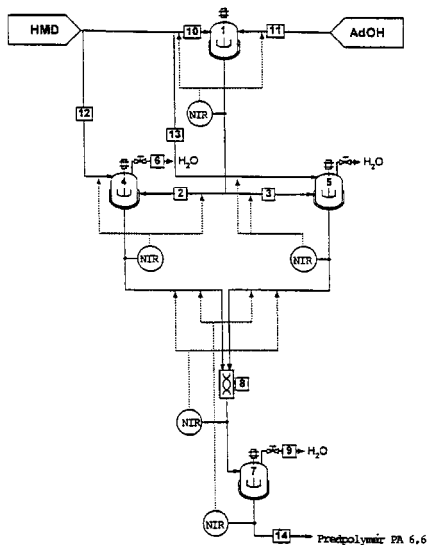 HMD
10
1
11
AdOH
NIR
12
13
4
6
H₂O
5
H₂O
2
3
NIR
NIR
8
NIR
7
9
H₂O
NIR
14
Predpolymér PA 6,6